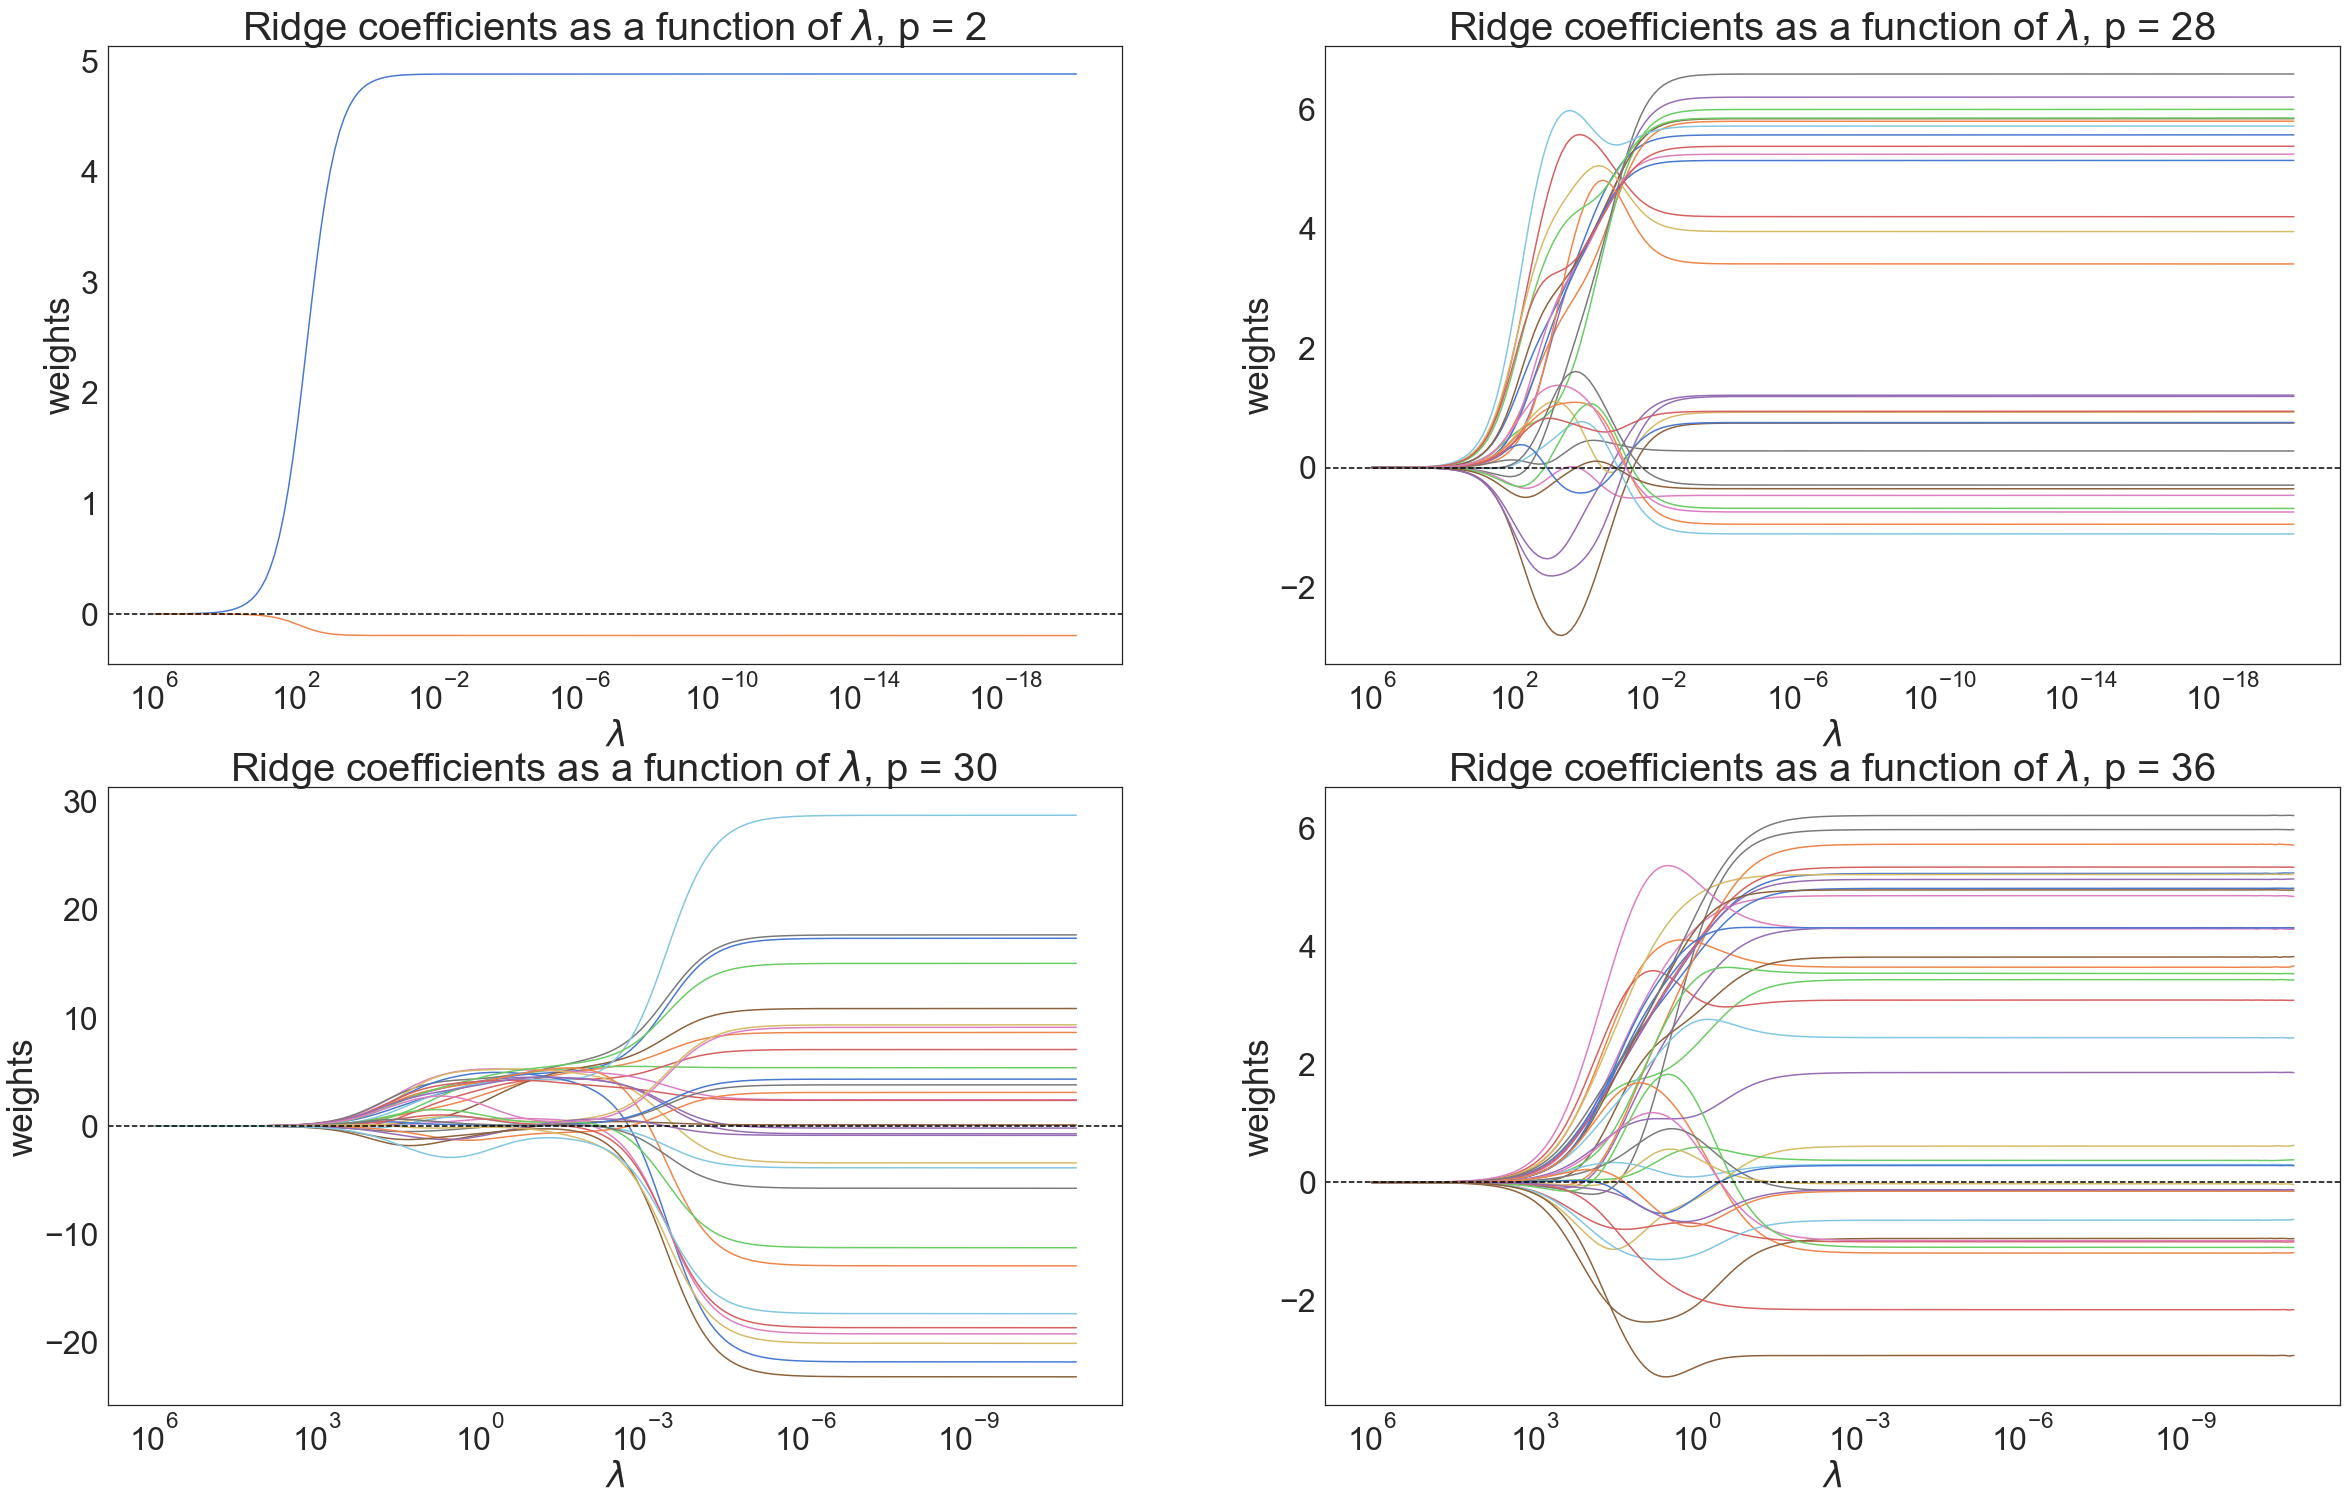 Ridge coefficients as a function of λ, p = 2
5
4
3
2
1
0
weights
10^6 10^2 10^−2 10^−6 10^−10 10^−14 10^−18
λ
Ridge coefficients as a function of λ, p = 28
6
4
2
0
−2
weights
10^6 10^2 10^−2 10^−6 10^−10 10^−14 10^−18
λ
Ridge coefficients as a function of λ, p = 30
30
20
10
0
−10
−20
weights
10^6 10^3 10^0 10^−3 10^−6 10^−9
λ
Ridge coefficients as a function of λ, p = 36
6
4
2
0
−2
weights
10^6 10^3 10^0 10^−3 10^−6 10^−9
λ